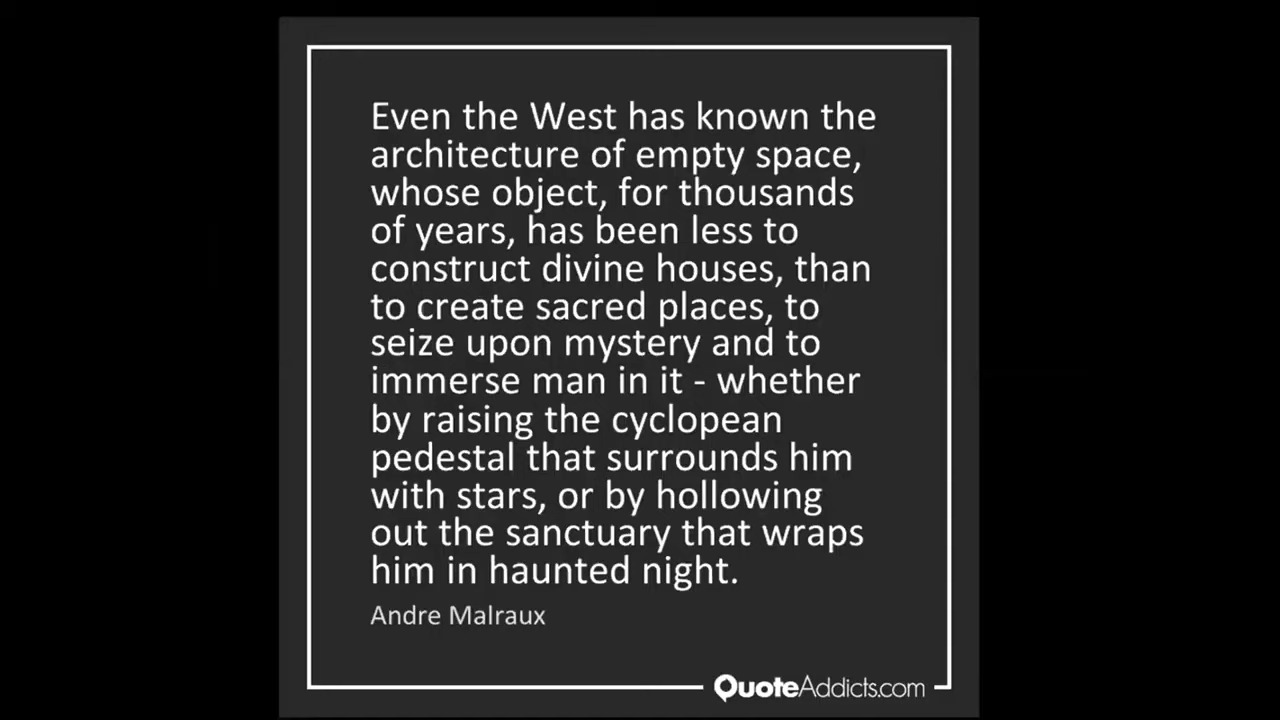 Even the West has known the
architecture of empty space,
whose object, for thousands
of years, has been less to
construct divine houses, than
to create sacred places, to
seize upon mystery and to
immerse man in it - whether
by raising the cyclopean
pedestal that surrounds him
with stars, or by hollowing
out the sanctuary that wraps
him in haunted night.
Andre Malraux
QuoteAddicts.com